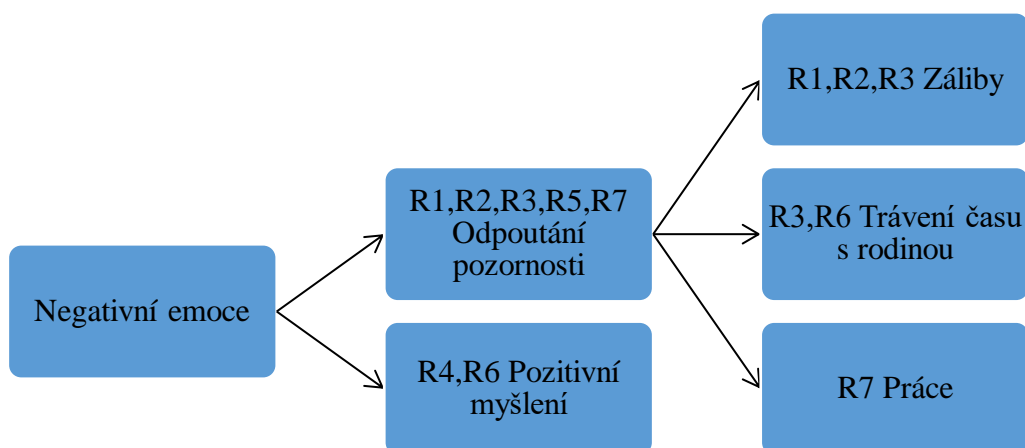 Negativní emoce
R1,R2,R3,R5,R7
Odpoutání
pozornosti
R4,R6 Pozitivní
myšlení
R1,R2,R3 Záliby
R3,R6 Trávení času
s rodinou
R7 Práce